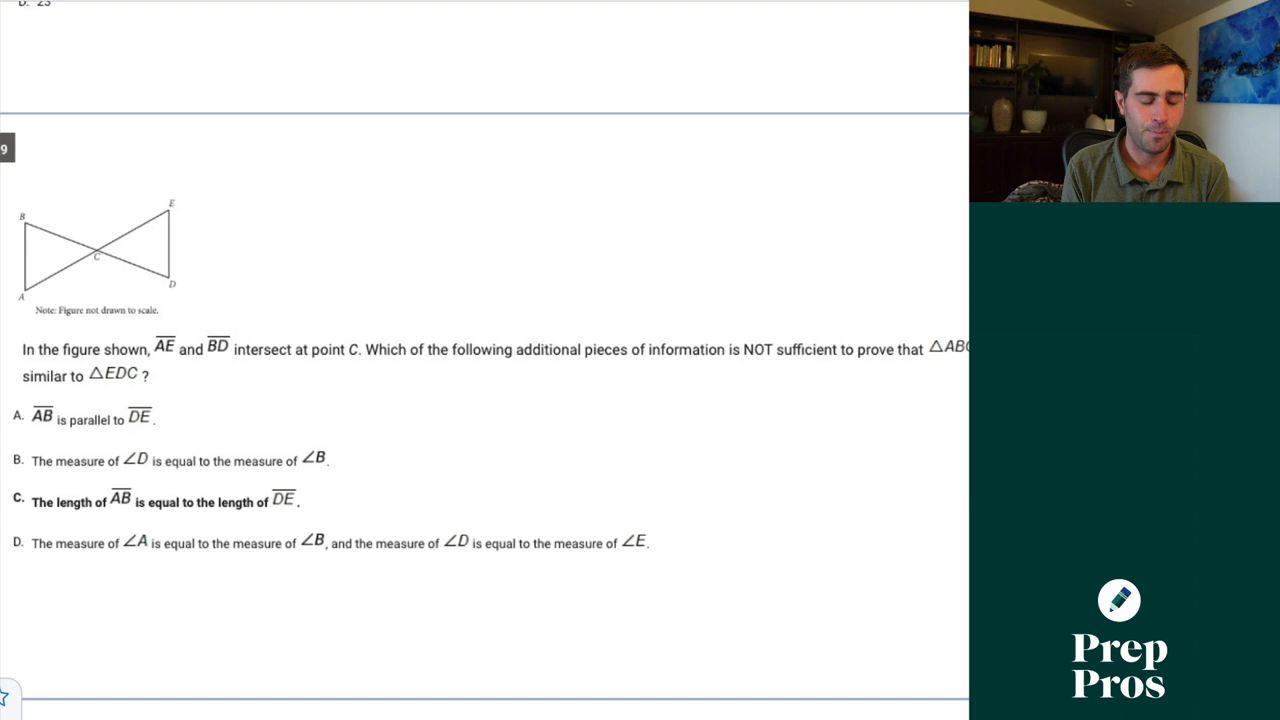 9
B
E
C
A
D
Note: Figure not drawn to scale.
In the figure shown, AE and BD intersect at point C. Which of the following additional pieces of information is NOT sufficient to prove that △ABC
similar to △EDC ?
A. AB is parallel to DE.
B. The measure of ∠D is equal to the measure of ∠B.
C. The length of AB is equal to the length of DE.
D. The measure of ∠A is equal to the measure of ∠B, and the measure of ∠D is equal to the measure of ∠E.
Prep
Pros